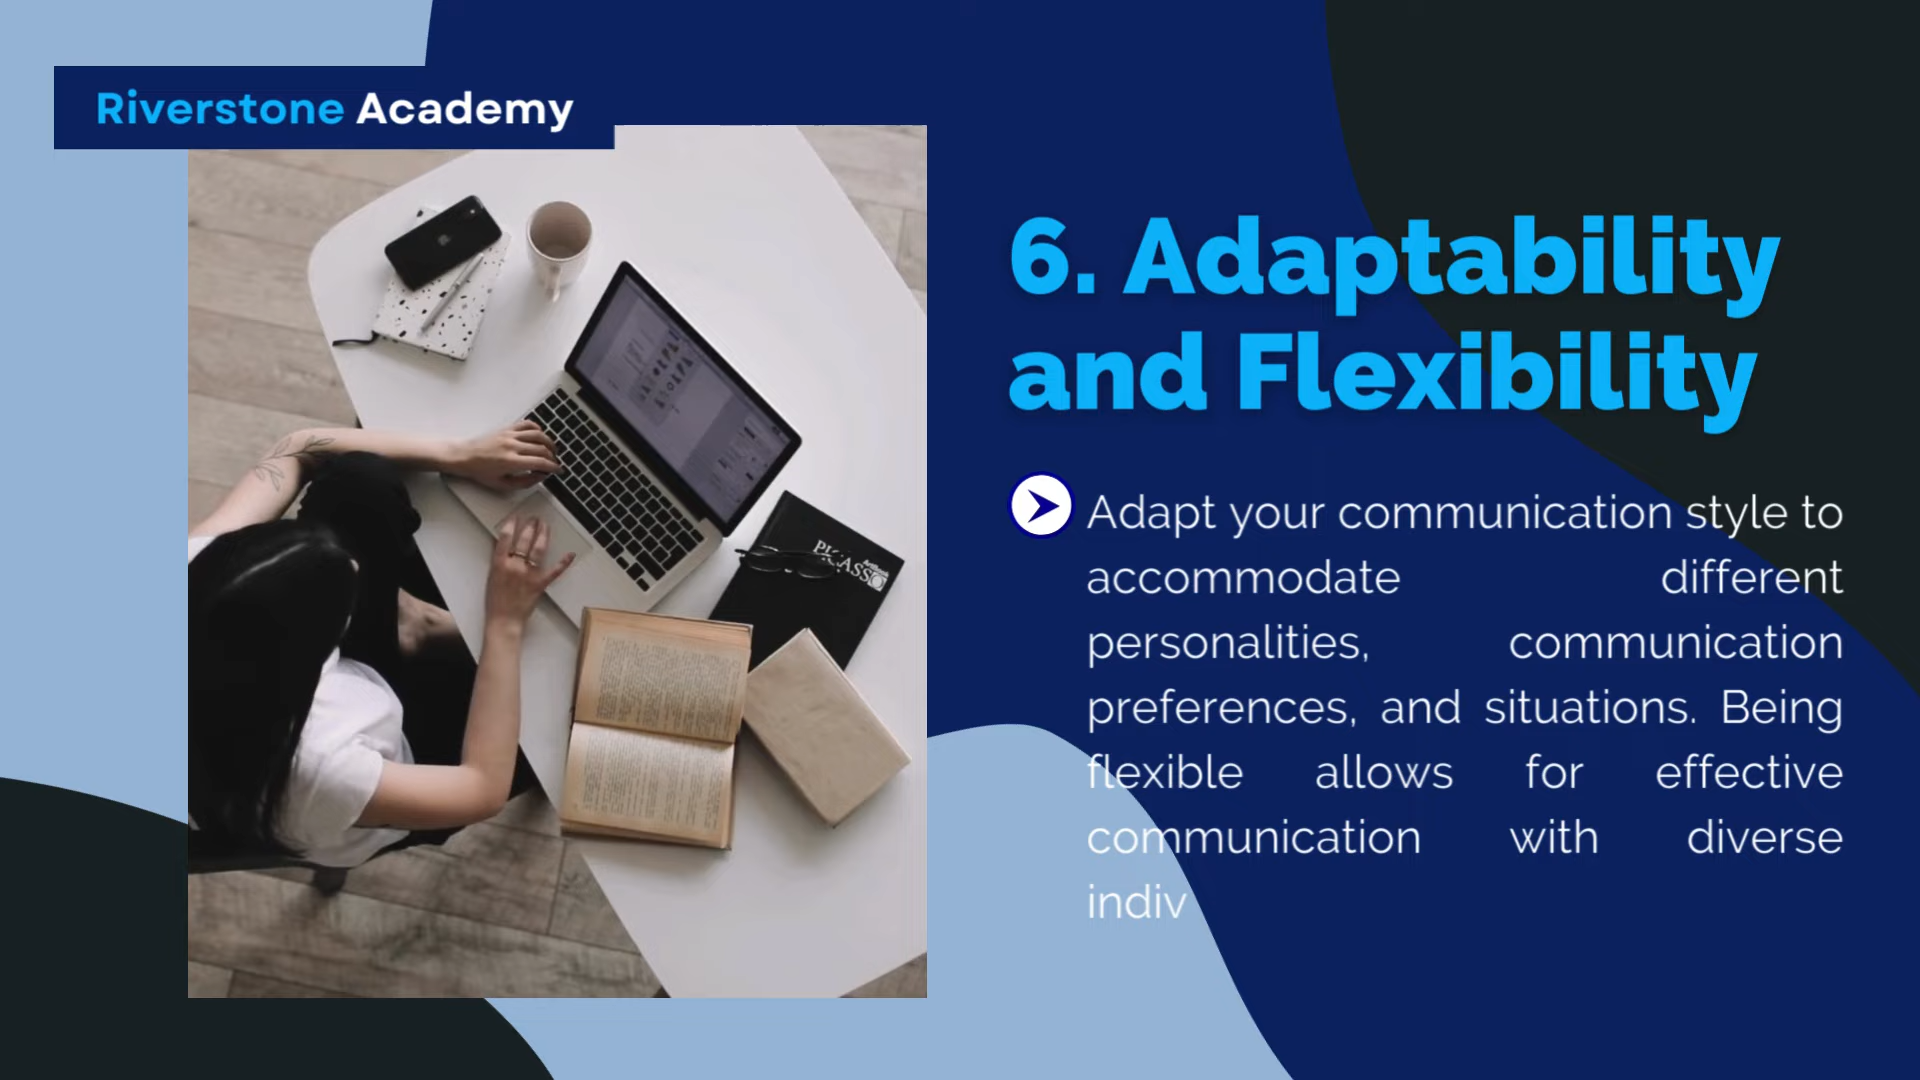 Riverstone Academy
6. Adaptability
and Flexibility
Adapt your communication style to
accommodate different
personalities, communication
preferences, and situations. Being
flexible allows for effective
communication with diverse
indiv
PICASSO